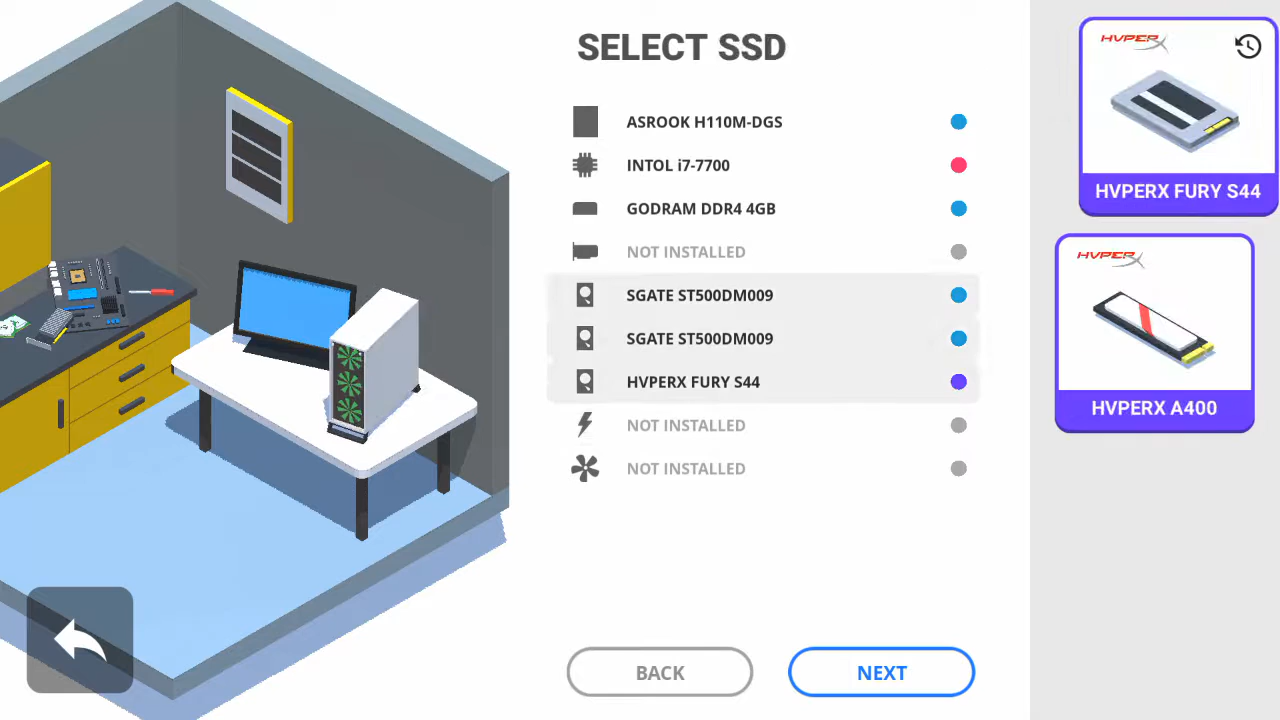 SELECT SSD
ASROOK H110M-DGS
INTOL i7-7700
GODRAM DDR4 4GB
NOT INSTALLED
SGATE ST500DM009
SGATE ST500DM009
HVPERX FURY S44
NOT INSTALLED
NOT INSTALLED
BACK
NEXT
HVPERX
HVPERX FURY S44
HVPERX
HVPERX A400